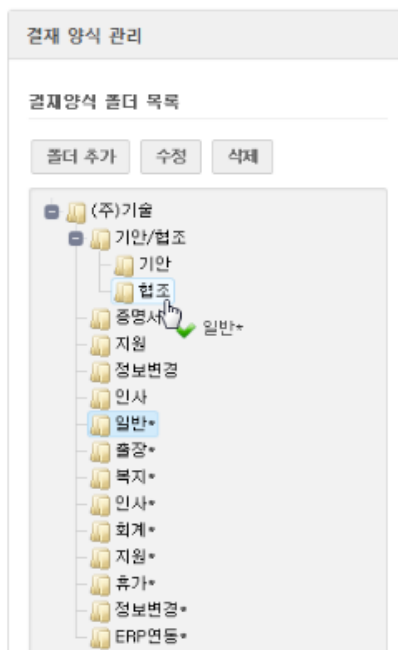 결재 양식 관리
결재양식 폴더 목록
폴더 추가 수정 삭제
(주)기술
기안/협조
기안
협조
증명서
일반*
지원
정보변경
인사
일반*
출장*
복지*
인사*
회계*
지원*
휴가*
정보변경*
ERP연동*